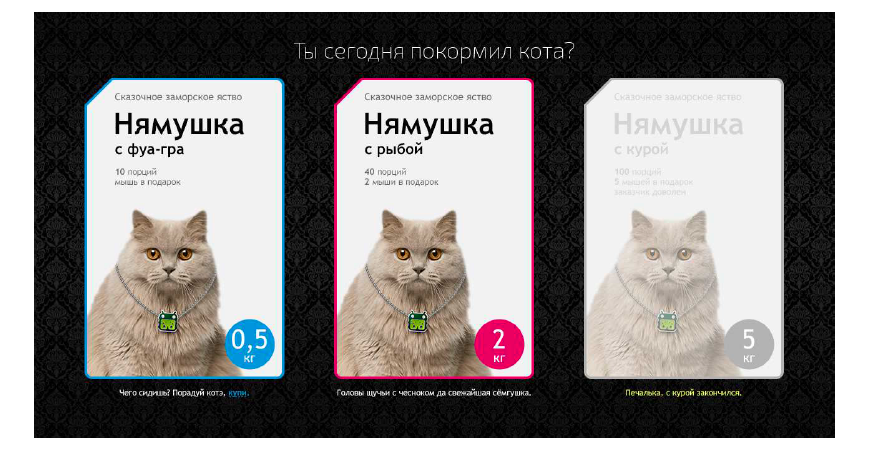 Ты сегодня покормил кота?
Сказочное заморское яство
Нямушка
с фуа-гра
10 порций
мышь в подарок
0,5
кг
Чего сидишь? Порадуй котэ, купи.
Сказочное заморское яство
Нямушка
с рыбой
40 порций
2 мыши в подарок
2
кг
Головы щучьи с чесноком да свежайшая сёмгушка.
Сказочное заморское яство
Нямушка
с курой
100 порций
5 мышей в подарок
заказчик доволен
5
кг
Печалька, с курой закончился.